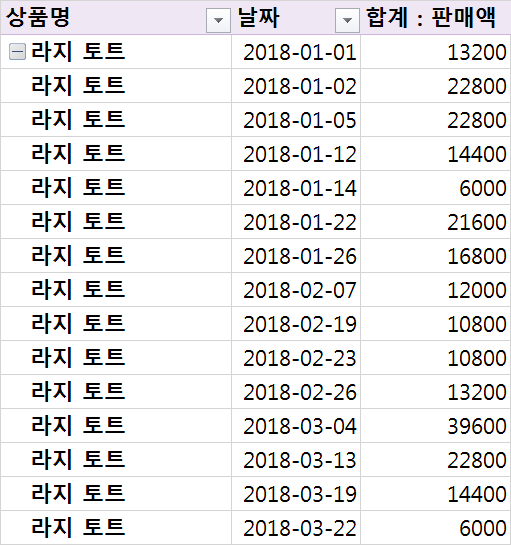 상품명 날짜 합계 : 판매액
라지 토트 2018-01-01 13200
라지 토트 2018-01-02 22800
라지 토트 2018-01-05 22800
라지 토트 2018-01-12 14400
라지 토트 2018-01-14 6000
라지 토트 2018-01-22 21600
라지 토트 2018-01-26 16800
라지 토트 2018-02-07 12000
라지 토트 2018-02-19 10800
라지 토트 2018-02-23 10800
라지 토트 2018-02-26 13200
라지 토트 2018-03-04 39600
라지 토트 2018-03-13 22800
라지 토트 2018-03-19 14400
라지 토트 2018-03-22 6000